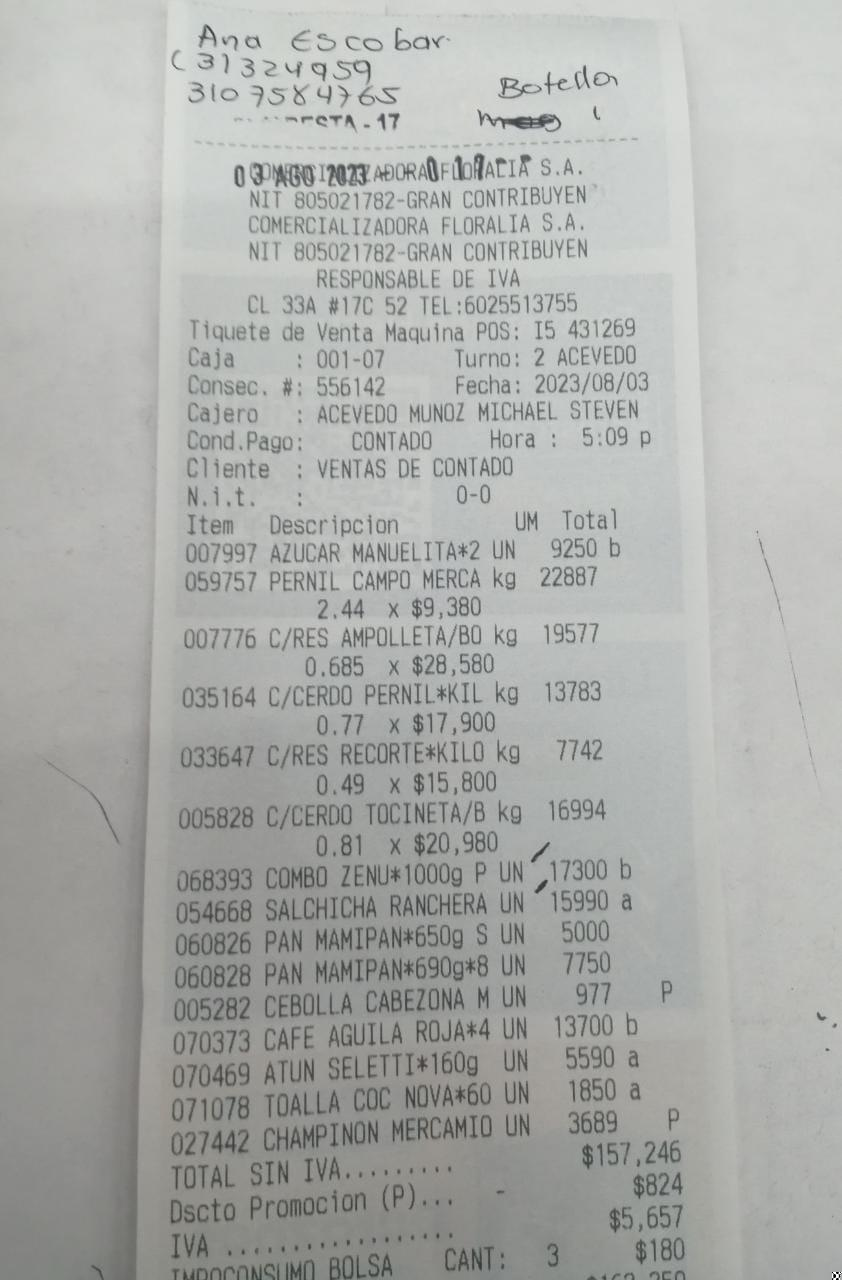 Ana Escobar
(31324959
3107584765
Botella
1
-17
03 AGO 2023 - 017
COMERCIALIZADORA FLORALIA S.A.
NIT 805021782-GRAN CONTRIBUYEN
COMERCIALIZADORA FLORALIA S.A.
NIT 805021782-GRAN CONTRIBUYEN
RESPONSABLE DE IVA
CL 33A #17C 52 TEL:6025513755
Tiquete de Venta Maquina POS: I5 431269
Caja : 001-07 Turno: 2 ACEVEDO
Consec. #: 556142 Fecha: 2023/08/03
Cajero : ACEVEDO MUNOZ MICHAEL STEVEN
Cond.Pago: CONTADO Hora : 5:09 p
Cliente : VENTAS DE CONTADO
N.i.t. : 0-0
Item Descripcion UM Total
007997 AZUCAR MANUELITA*2 UN 9250 b
059757 PERNIL CAMPO MERCA kg 22887
2.44 x $9,380
007776 C/RES AMPOLLETA/BO kg 19577
0.685 x $28,580
035164 C/CERDO PERNIL*KIL kg 13783
0.77 x $17,900
033647 C/RES RECORTE*KILO kg 7742
0.49 x $15,800
005828 C/CERDO TOCINETA/B kg 16994
0.81 x $20,980
068393 COMBO ZENU*1000g P UN 17300 b
054668 SALCHICHA RANCHERA UN 15990 a
060826 PAN MAMIPAN*650g S UN 5000
060828 PAN MAMIPAN*690g*8 UN 7750
005282 CEBOLLA CABEZONA M UN 977 P
070373 CAFE AGUILA ROJA*4 UN 13700 b
070469 ATUN SELETTI*160g UN 5590 a
071078 TOALLA COC NOVA*60 UN 1850 a
027442 CHAMPINON MERCAMIO UN 3689 P
TOTAL SIN IVA......... $157,246
Dscto Promocion (P)... - $824
IVA .................. $5,657
IMPOCONSUMO BOLSA CANT: 3 $180